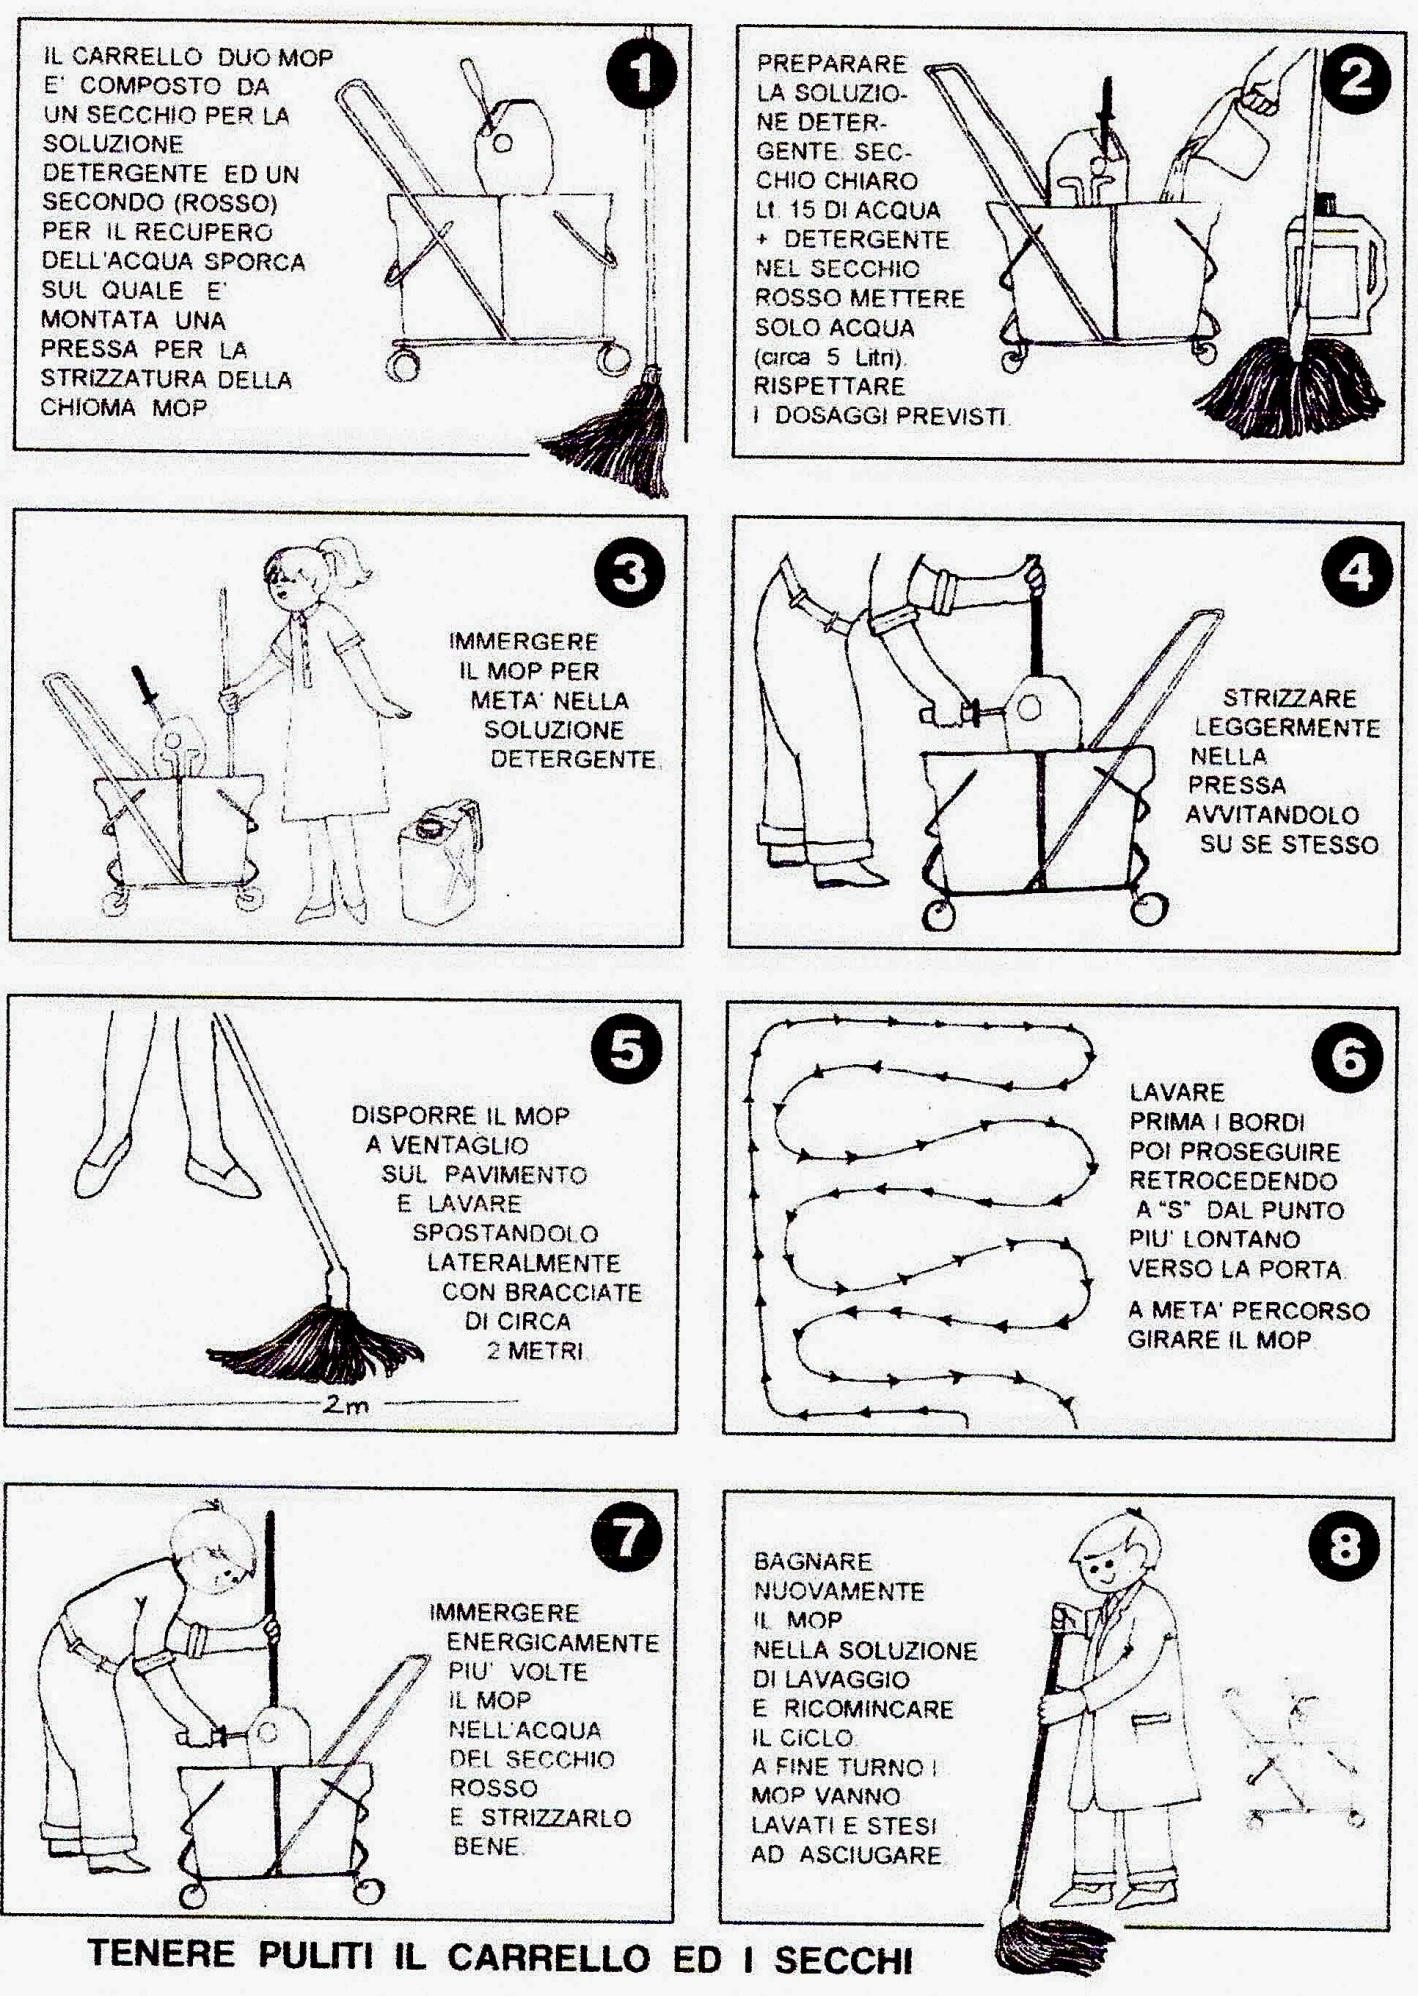 1
IL CARRELLO DUO MOP
E' COMPOSTO DA
UN SECCHIO PER LA
SOLUZIONE
DETERGENTE ED UN
SECONDO (ROSSO)
PER IL RECUPERO
DELL'ACQUA SPORCA
SUL QUALE E'
MONTATA UNA
PRESSA PER LA
STRIZZATURA DELLA
CHIOMA MOP
2
PREPARARE
LA SOLUZIO-
NE DETER-
GENTE: SEC-
CHIO CHIARO
Lt. 15 DI ACQUA
+ DETERGENTE
NEL SECCHIO
ROSSO METTERE
SOLO ACQUA
(circa 5 Litri).
RISPETTARE
I DOSAGGI PREVISTI.
3
IMMERGERE
IL MOP PER
META' NELLA
SOLUZIONE
DETERGENTE.
4
STRIZZARE
LEGGERMENTE
NELLA
PRESSA
AVVITANDOLO
SU SE STESSO
5
DISPORRE IL MOP
A VENTAGLIO
SUL PAVIMENTO
E LAVARE
SPOSTANDOLO
LATERALMENTE
CON BRACCIATE
DI CIRCA
2 METRI.
2m
6
LAVARE
PRIMA I BORDI
POI PROSEGUIRE
RETROCEDENDO
A "S" DAL PUNTO
PIU' LONTANO
VERSO LA PORTA.
A META' PERCORSO
GIRARE IL MOP
7
IMMERGERE
ENERGICAMENTE
PIU' VOLTE
IL MOP
NELL'ACQUA
DEL SECCHIO
ROSSO
E STRIZZARLO
BENE.
8
BAGNARE
NUOVAMENTE
IL MOP
NELLA SOLUZIONE
DI LAVAGGIO
E RICOMINCARE
IL CiCLO.
A FINE TURNO I
MOP VANNO
LAVATI E STESI
AD ASCIUGARE
TENERE PULITI IL CARRELLO ED I SECCHI